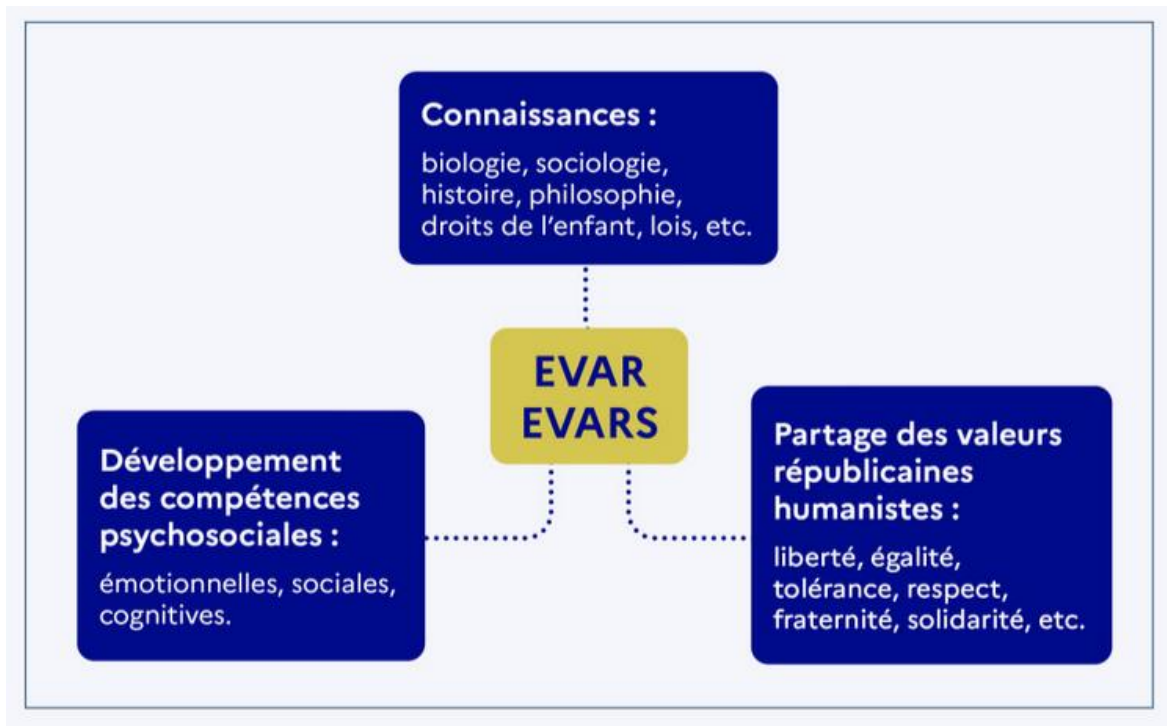 Connaissances :
biologie, sociologie,
histoire, philosophie,
droits de l’enfant, lois, etc.
EVAR
EVARS
Développement
des compétences
psychosociales :
émotionnelles, sociales,
cognitives.
Partage des valeurs
républicaines
humanistes :
liberté, égalité,
tolérance, respect,
fraternité, solidarité, etc.